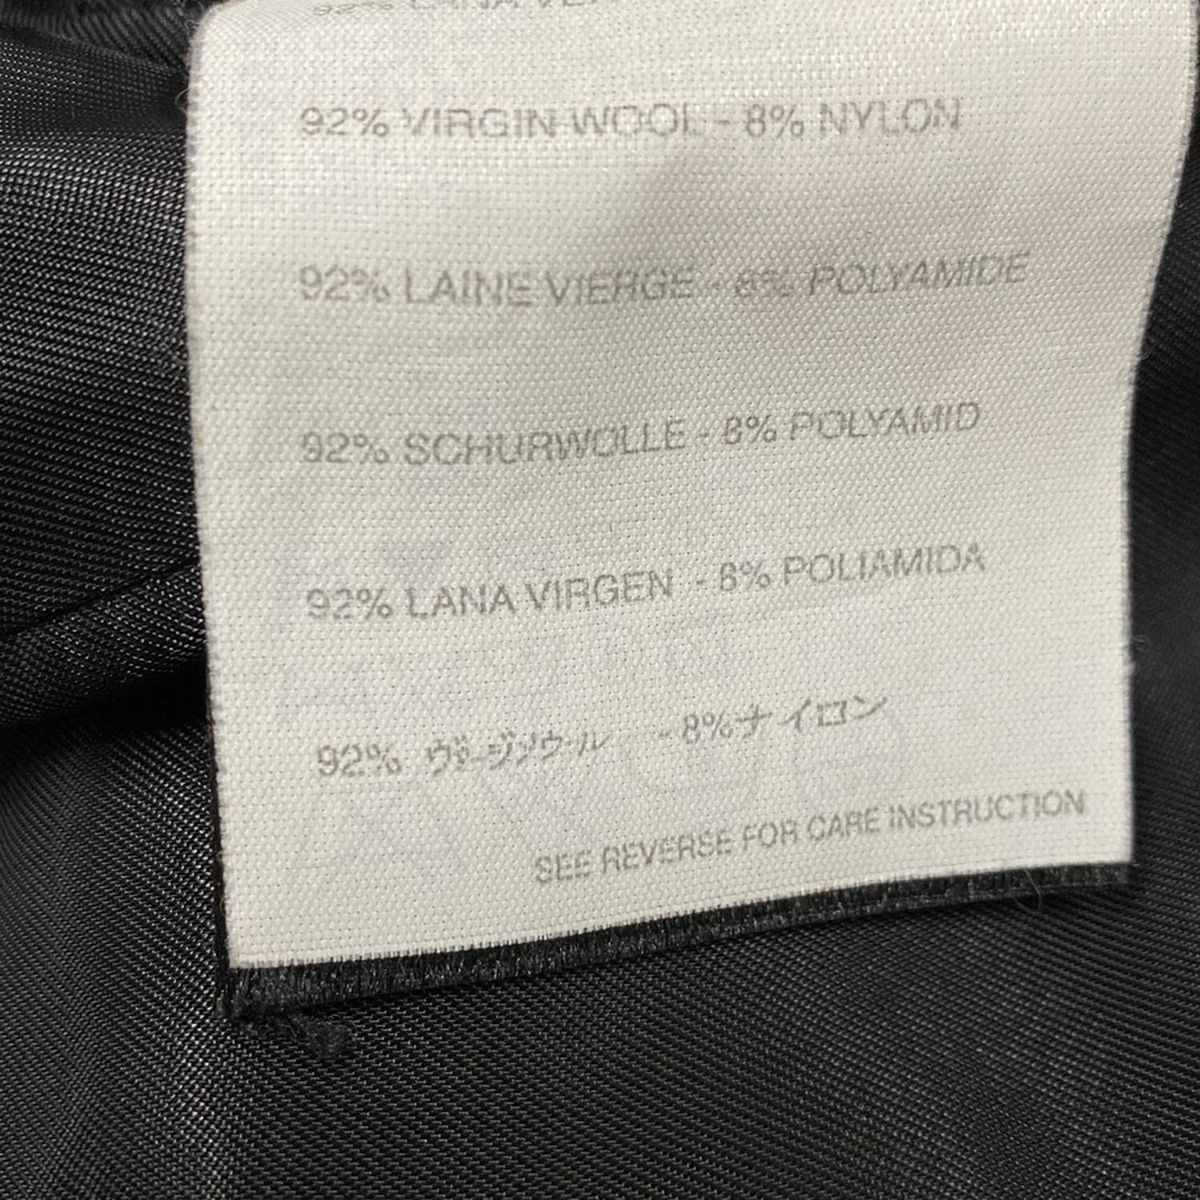 92% VIRGIN WOOL - 8% NYLON
92% LAINE VIERGE - 8% POLYAMIDE
92% SCHURWOLLE - 8% POLYAMID
92% LANA VIRGEN - 8% POLIAMIDA
92% ヴァージンウール - 8%ナイロン
SEE REVERSE FOR CARE INSTRUCTION